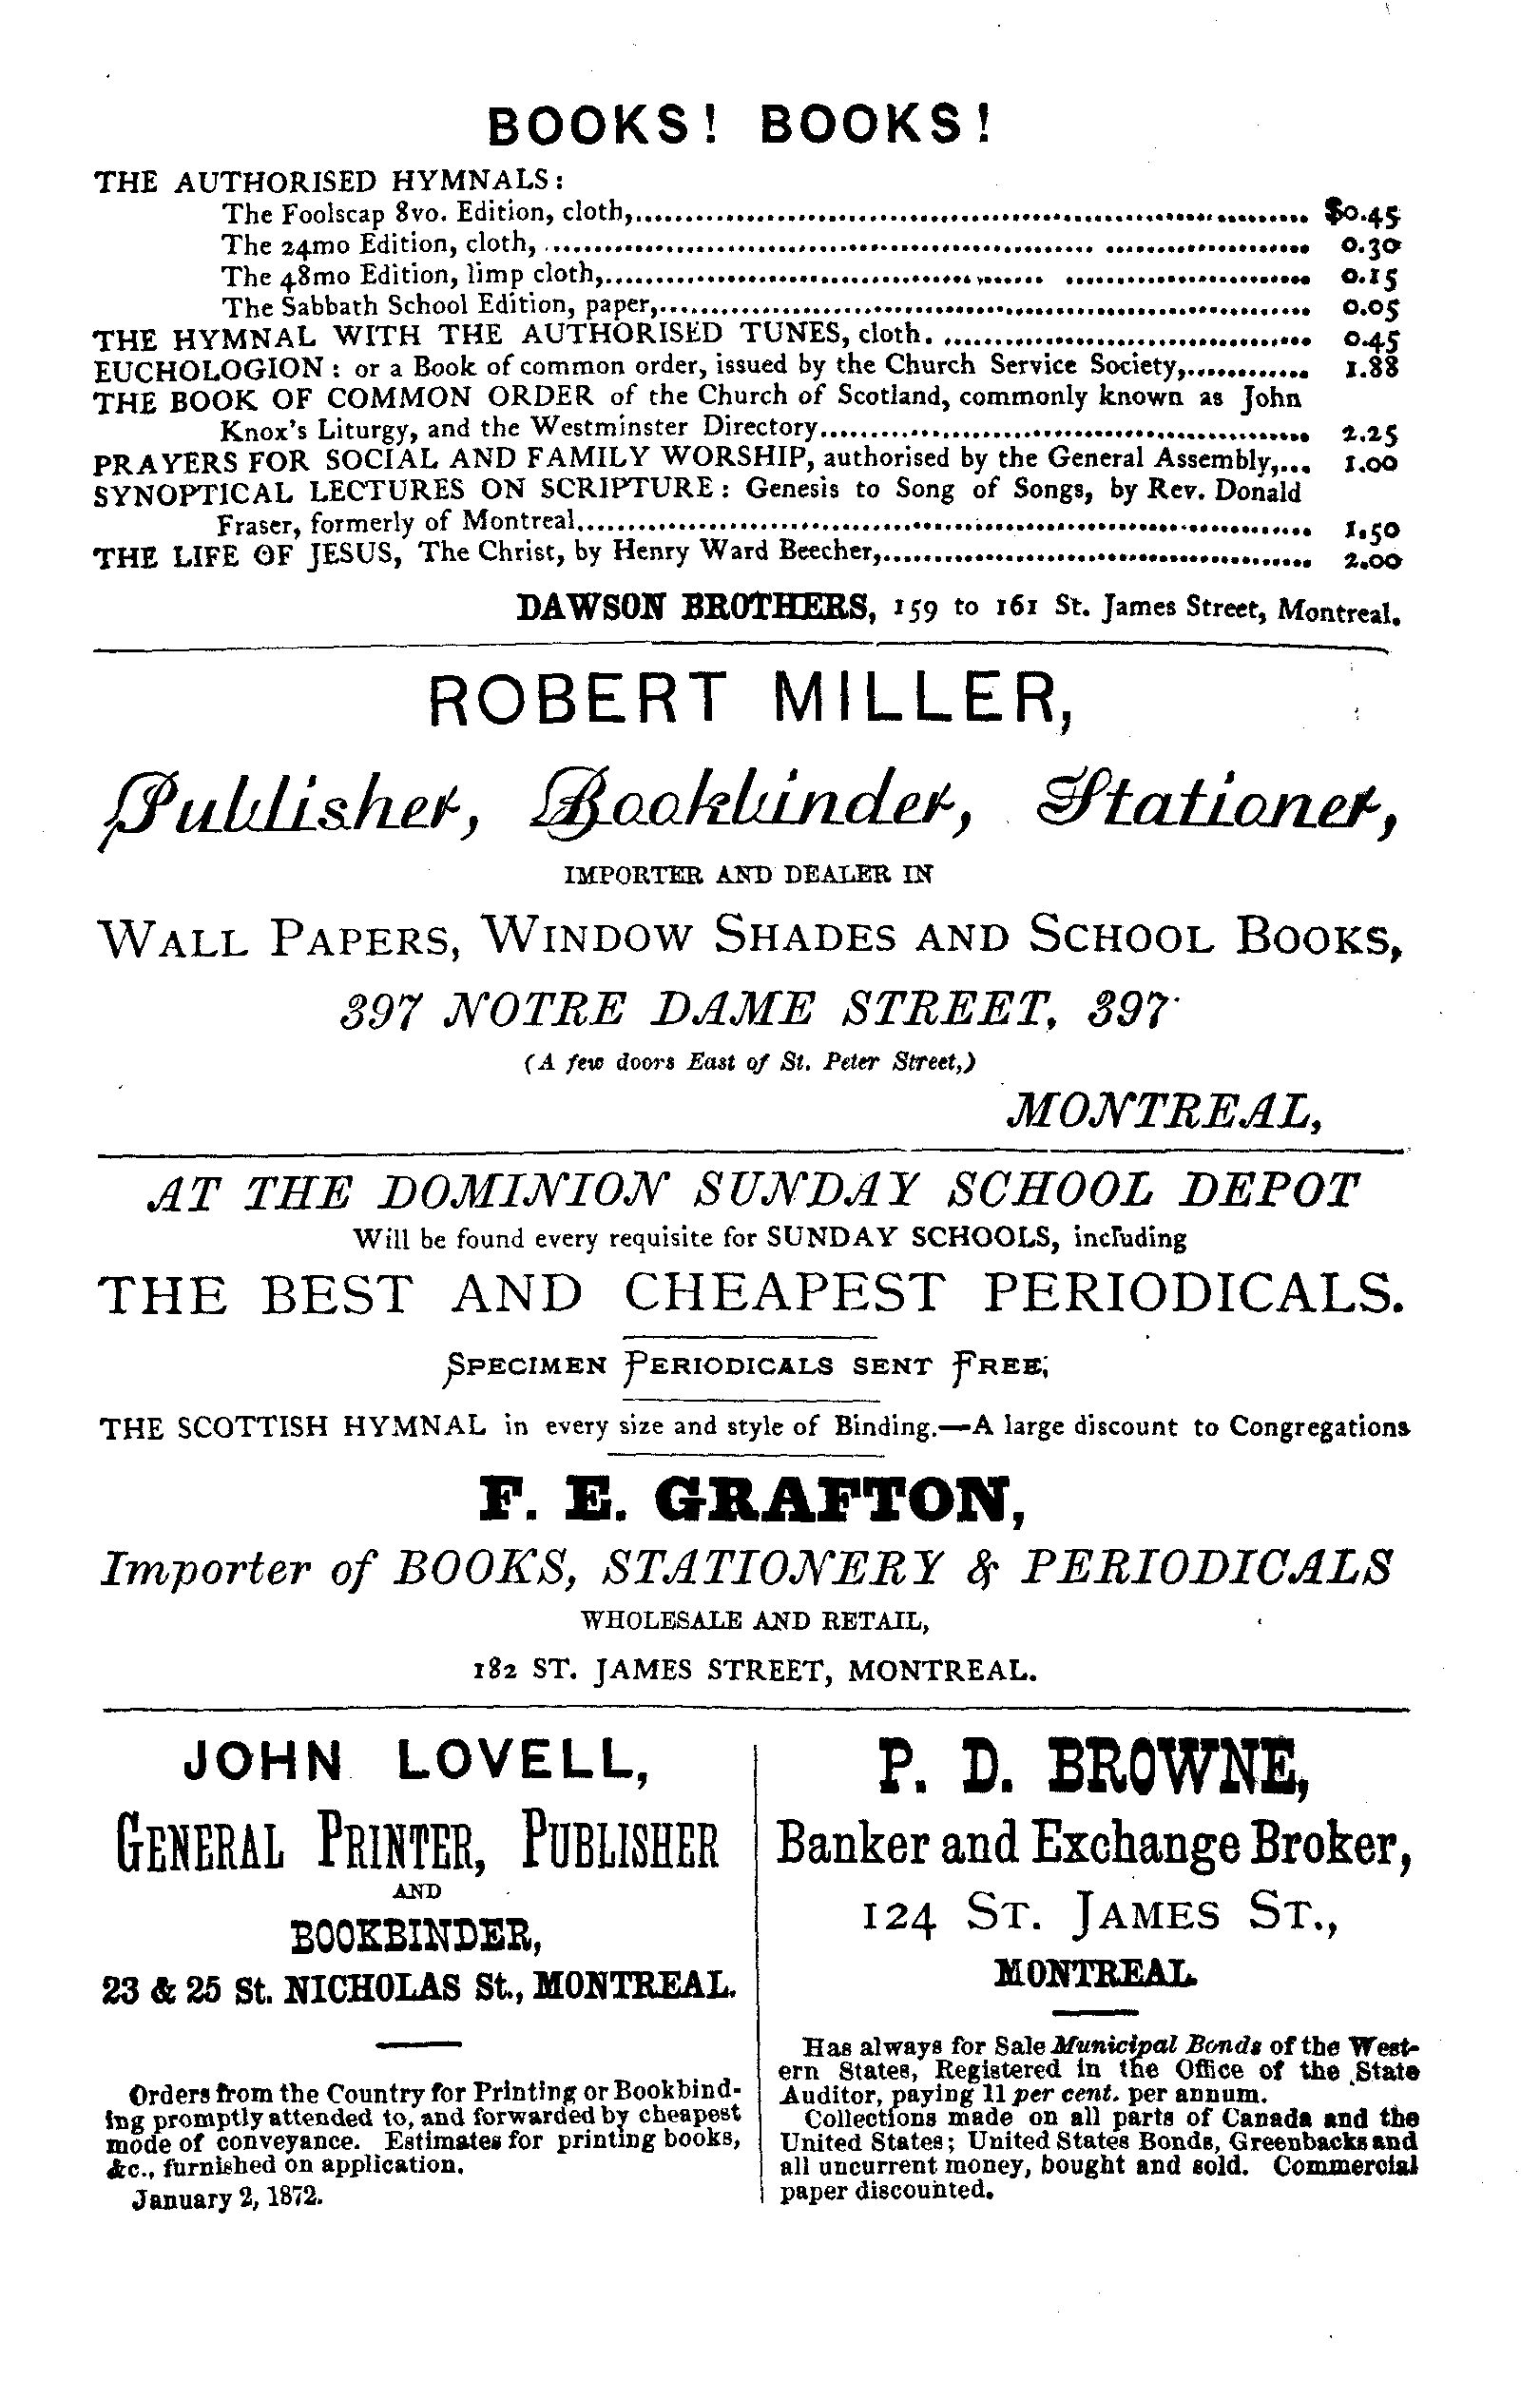 BOOKS! BOOKS!
THE AUTHORISED HYMNALS:
The Foolscap 8vo. Edition, cloth,.......... $0.45
The 24mo Edition, cloth, .......... 0.30
The 48mo Edition, limp cloth,.......... 0.15
The Sabbath School Edition, paper,.......... 0.05
THE HYMNAL WITH THE AUTHORISED TUNES, cloth. .......... 0.45
EUCHOLOGION: or a Book of common order, issued by the Church Service Society,.......... 1.88
THE BOOK OF COMMON ORDER of the Church of Scotland, commonly known as John
Knox's Liturgy, and the Westminster Directory.......... 2.25
PRAYERS FOR SOCIAL AND FAMILY WORSHIP, authorised by the General Assembly,... 1.00
SYNOPTICAL LECTURES ON SCRIPTURE: Genesis to Song of Songs, by Rev. Donald
Fraser, formerly of Montreal.......... 1.50
THE LIFE OF JESUS, The Christ, by Henry Ward Beecher,.......... 2.00
DAWSON BROTHERS, 159 to 161 St. James Street, Montreal.
ROBERT MILLER,
Publisher, Bookbinder, Stationer,
IMPORTER AND DEALER IN
WALL PAPERS, WINDOW SHADES AND SCHOOL BOOKS,
397 NOTRE DAME STREET, 397
(A few doors East of St. Peter Street,)
MONTREAL,
AT THE DOMINION SUNDAY SCHOOL DEPOT
Will be found every requisite for SUNDAY SCHOOLS, including
THE BEST AND CHEAPEST PERIODICALS.
SPECIMEN PERIODICALS SENT FREE;
THE SCOTTISH HYMNAL in every size and style of Binding.—A large discount to Congregations
F. E. GRAFTON,
Importer of BOOKS, STATIONERY & PERIODICALS
WHOLESALE AND RETAIL,
182 ST. JAMES STREET, MONTREAL.
JOHN LOVELL,
GENERAL PRINTER, PUBLISHER
AND
BOOKBINDER,
23 & 25 St. NICHOLAS St., MONTREAL.
Orders from the Country for Printing or Bookbind-
ing promptly attended to, and forwarded by cheapest
mode of conveyance. Estimates for printing books,
&c., furnished on application.
January 2, 1872.
P. D. BROWNE,
Banker and Exchange Broker,
124 ST. JAMES ST.,
MONTREAL.
Has always for Sale Municipal Bonds of the West-
ern States, Registered in the Office of the State
Auditor, paying 11 per cent. per annum.
Collections made on all parts of Canada and the
United States; United States Bonds, Greenbacks and
all uncurrent money, bought and sold. Commercial
paper discounted.